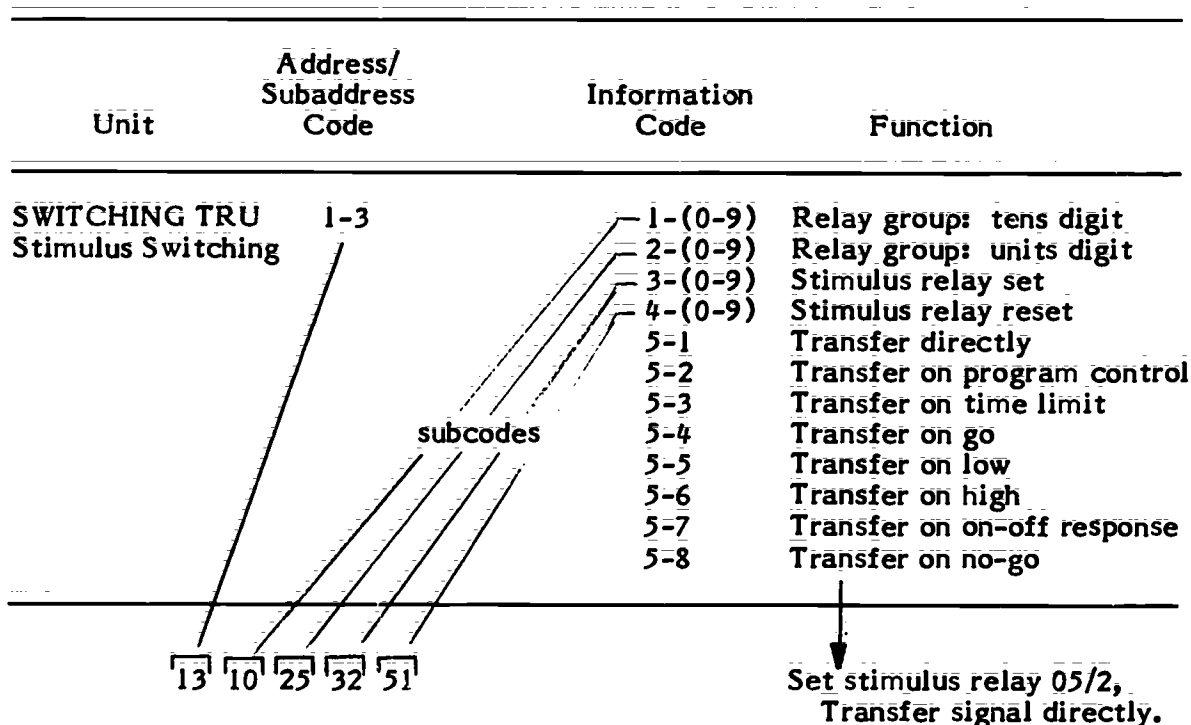 Address/
Subaddress Information
Unit Code Code Function
SWITCHING TRU 1-3 1-(0-9) Relay group: tens digit
Stimulus Switching 2-(0-9) Relay group: units digit
3-(0-9) Stimulus relay set
4-(0-9) Stimulus relay reset
5-1 Transfer directly
5-2 Transfer on program control
5-3 Transfer on time limit
subcodes 5-4 Transfer on go
5-5 Transfer on low
5-6 Transfer on high
5-7 Transfer on on-off response
5-8 Transfer on no-go
13 10 25 32 51 Set stimulus relay 05/2,
Transfer signal directly.